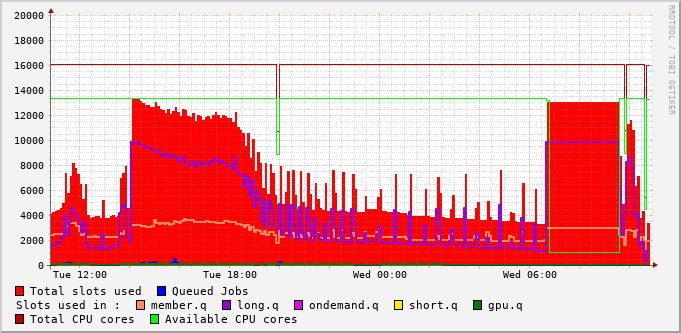 20000
18000
16000
14000
12000
10000
8000
6000
4000
2000
0
Tue 12:00 Tue 18:00 Wed 00:00 Wed 06:00
Total slots used Queued Jobs
Slots used in : member.q long.q ondemand.q short.q gpu.q
Total CPU cores Available CPU cores
RRDTOOL / TOBI OETIKER